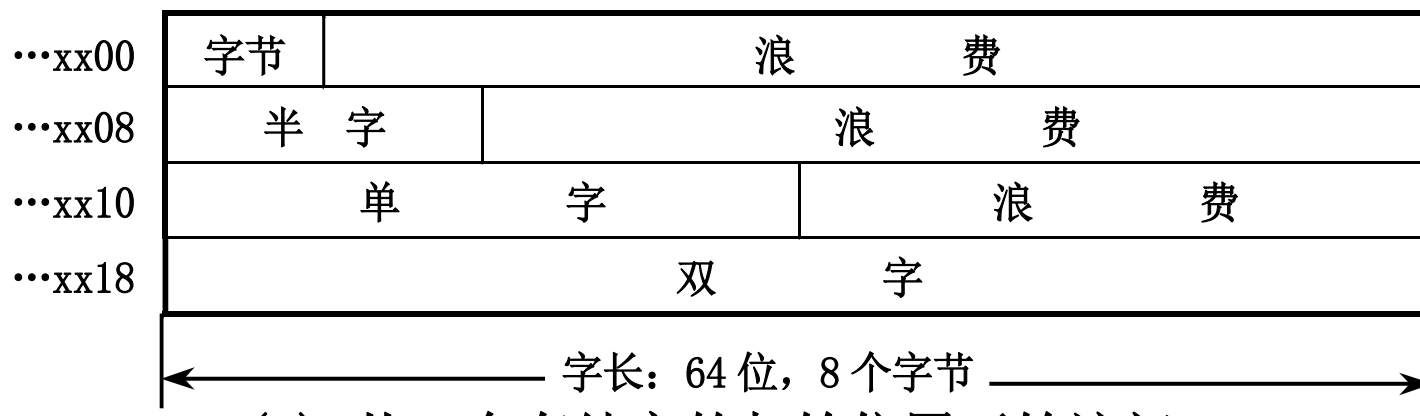 …xx00 字节 浪 费
…xx08 半 字 浪 费
…xx10 单 字 浪 费
…xx18 双 字
字长：64 位，8 个字节